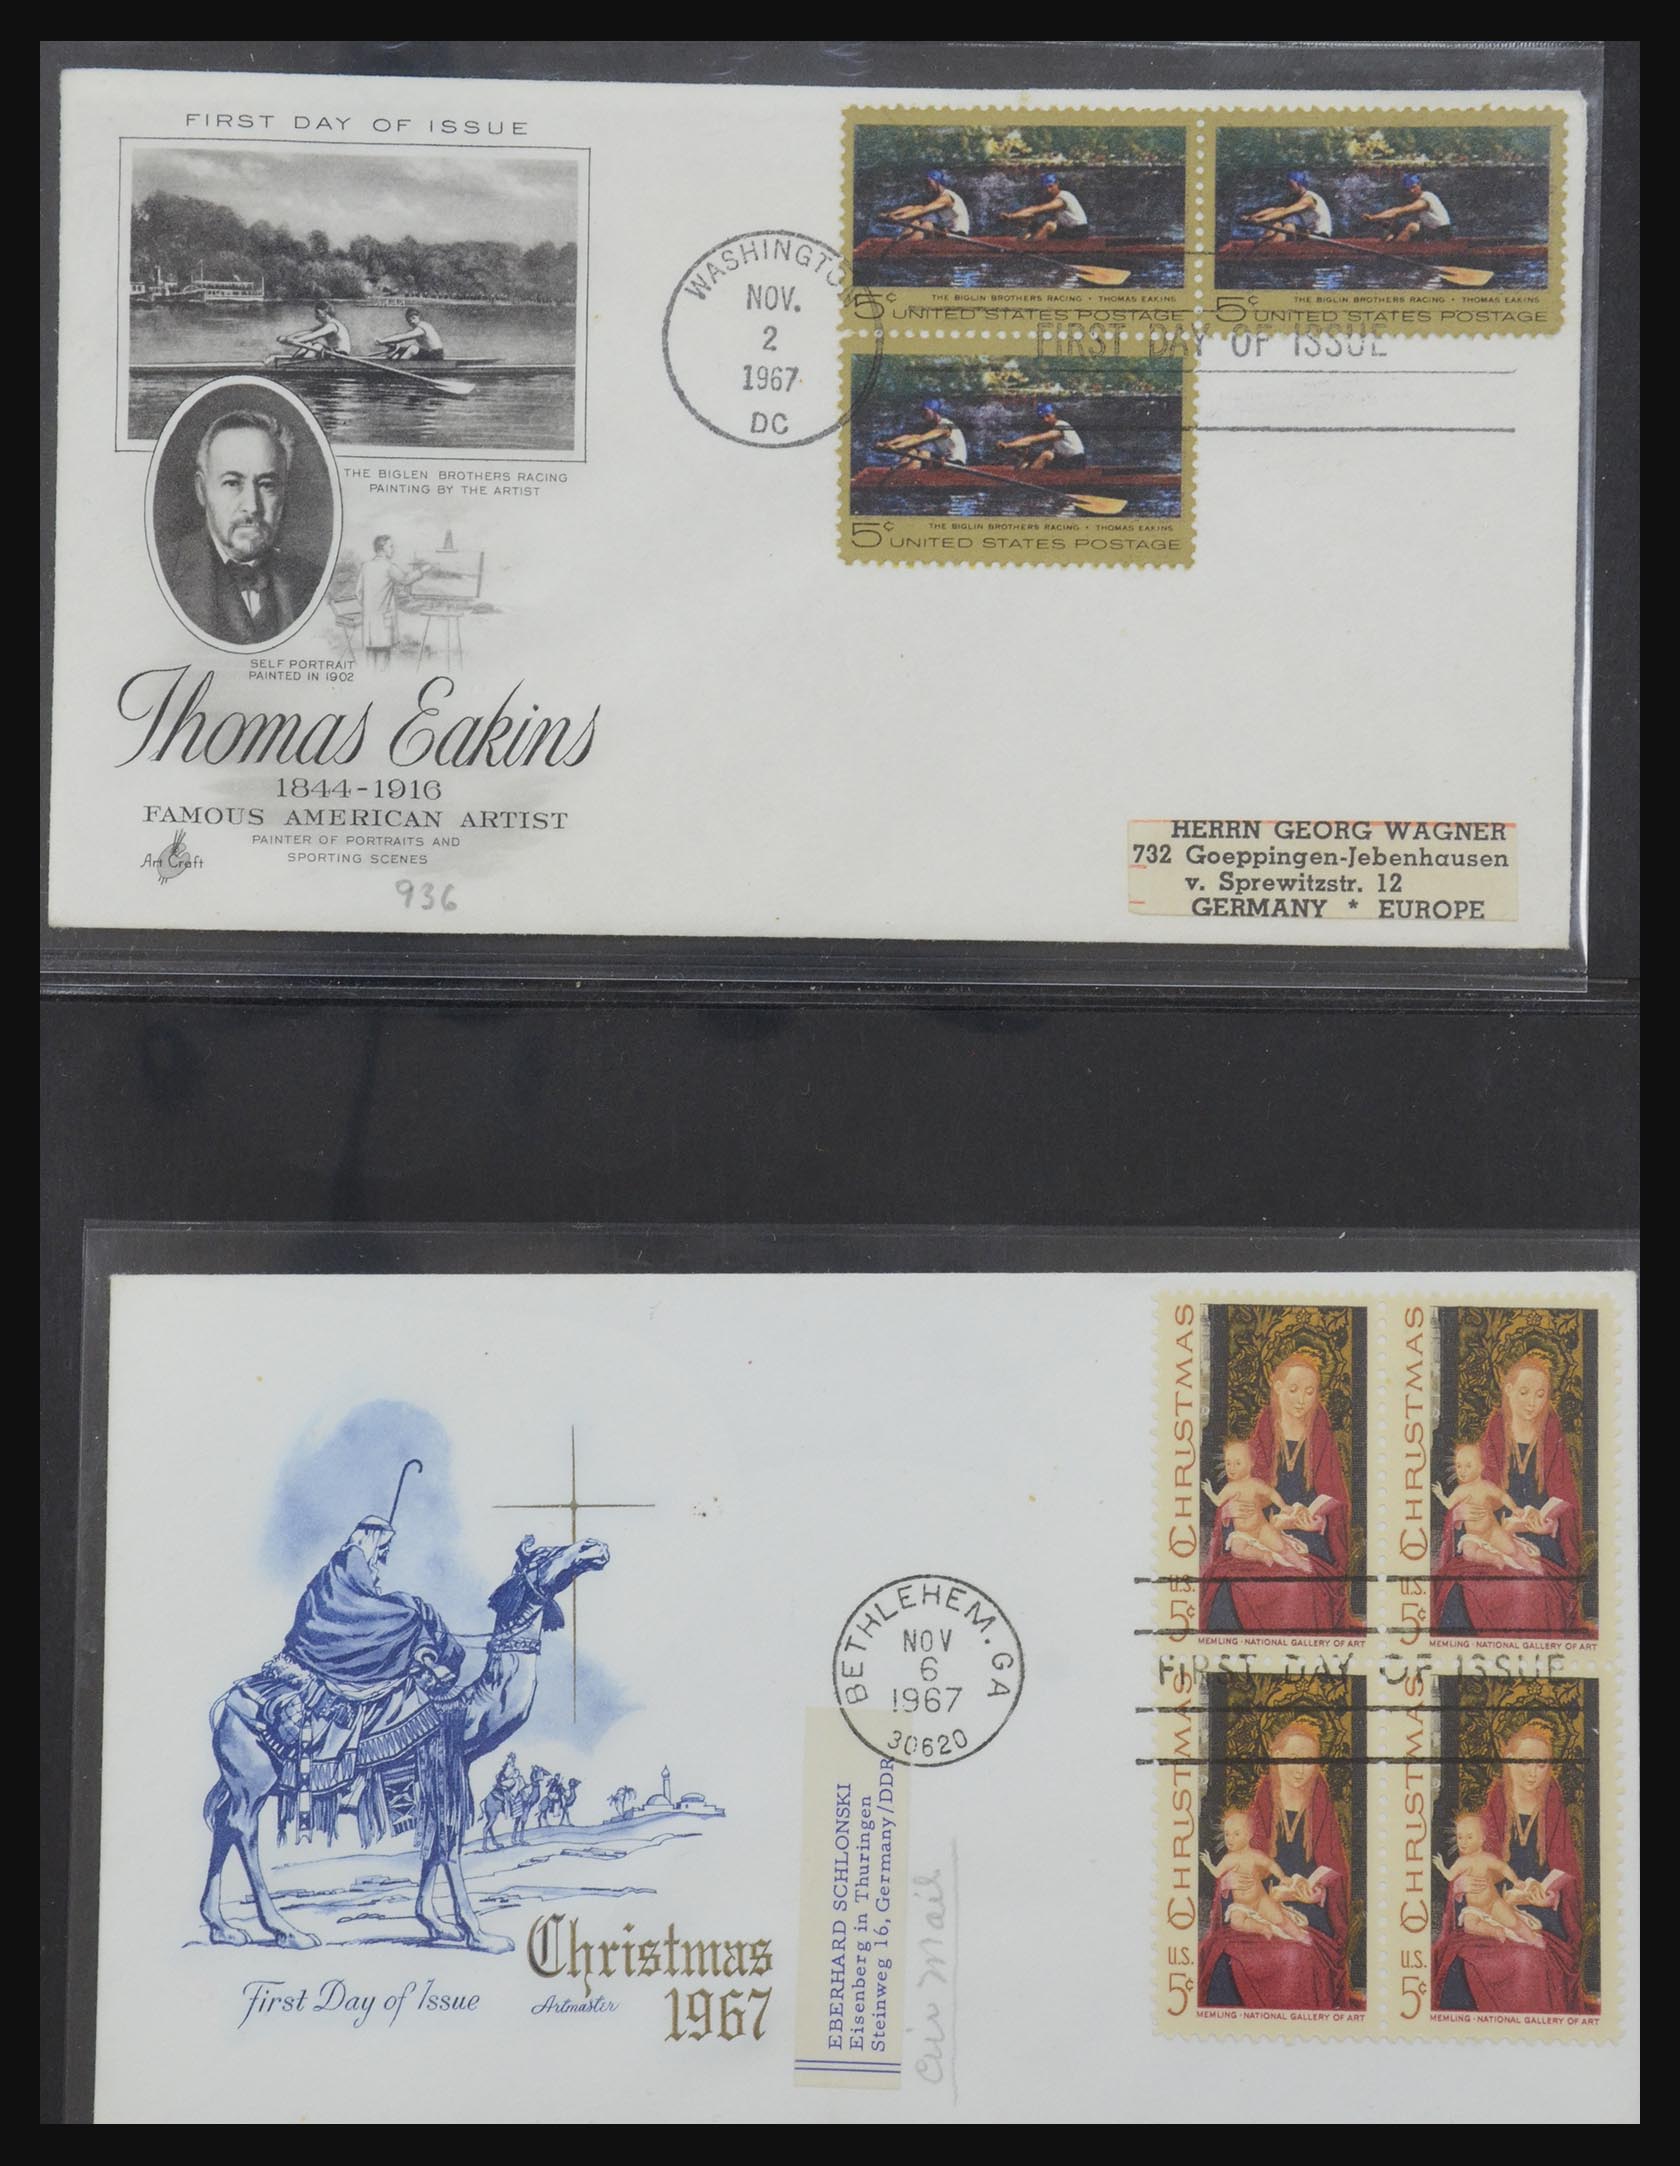 FIRST DAY OF ISSUE
THE BIGLEN BROTHERS RACING
PAINTING BY THE ARTIST
SELF PORTRAIT
PAINTED IN 1902
Thomas Eakins
1844-1916
FAMOUS AMERICAN ARTIST
PAINTER OF PORTRAITS AND
SPORTING SCENES
Art Craft
936
WASHINGTON
NOV.
2
1967
DC
THE BIGLIN BROTHERS RACING • THOMAS EAKINS
5¢ UNITED STATES POSTAGE
THE BIGLIN BROTHERS RACING • THOMAS EAKINS
5¢ UNITED STATES POSTAGE
FIRST DAY OF ISSUE
THE BIGLIN BROTHERS RACING • THOMAS EAKINS
5¢ UNITED STATES POSTAGE
HERRN GEORG WAGNER
732 Goeppingen-Jebenhausen
v. Sprewitzstr. 12
GERMANY * EUROPE
First Day of Issue
Christmas
1967
Artmaster
BETHLEHEM. GA
NOV
6
1967
30620
EBERHARD SCHLONSKI
Eisenberg in Thuringen
Steinweg 16, Germany/DDR
Air Mail
5¢ U.S. CHRISTMAS
MEMLING · NATIONAL GALLERY OF ART
5¢ U.S. CHRISTMAS
MEMLING · NATIONAL GALLERY OF ART
FIRST DAY OF ISSUE
5¢ U.S. CHRISTMAS
MEMLING · NATIONAL GALLERY OF ART
5¢ U.S. CHRISTMAS
MEMLING · NATIONAL GALLERY OF ART